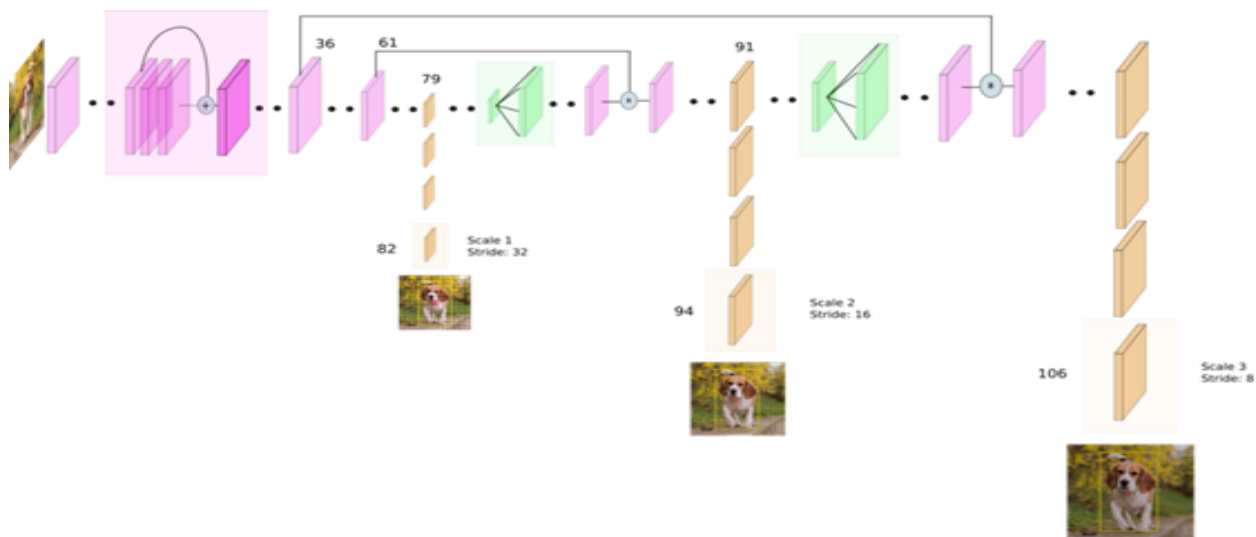 36
61
91
79
+
*
*
82
Scale 1
Stride: 32
Scale 2
Stride: 16
94
Scale 3
Stride: 8
106